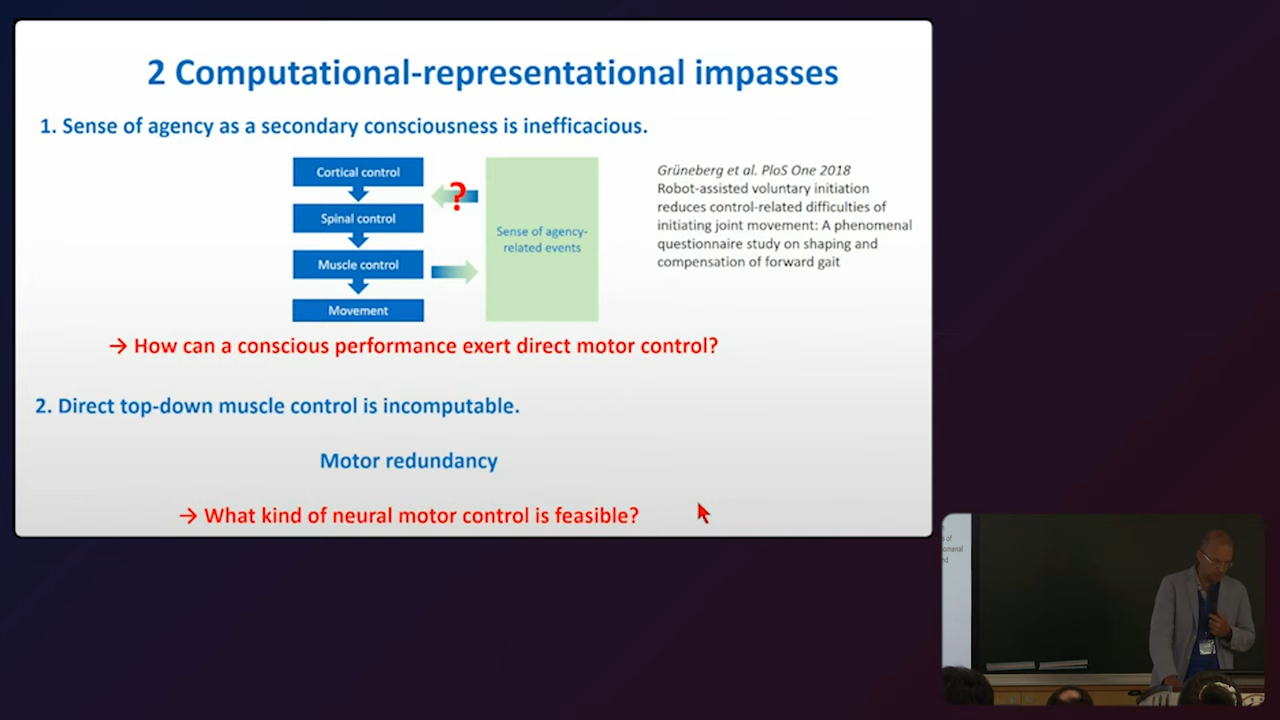 2 Computational-representational impasses
1. Sense of agency as a secondary consciousness is inefficacious.
Cortical control
Spinal control
Muscle control
Movement
?
Sense of agency-
related events
Grüneberg et al. PloS One 2018
Robot-assisted voluntary initiation
reduces control-related difficulties of
initiating joint movement: A phenomenal
questionnaire study on shaping and
compensation of forward gait
→ How can a conscious performance exert direct motor control?
2. Direct top-down muscle control is incomputable.
Motor redundancy
→ What kind of neural motor control is feasible?
s of
omenal
nd